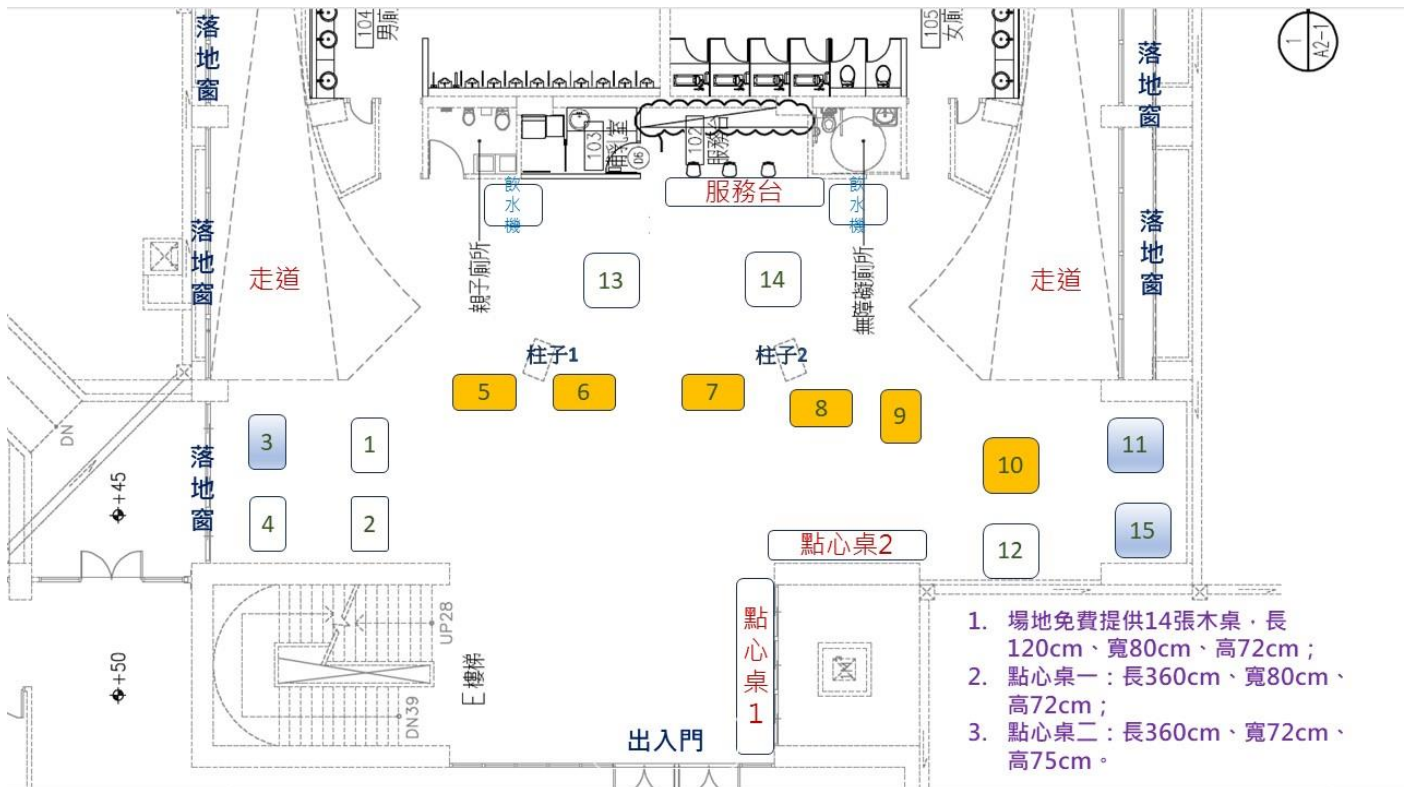 落地窗
104
男廁
105
女廁
1
A2-1
落地窗
103
哺乳室
D6
102
服務台
飲水機
服務台
飲水機
落地窗
落地窗
走道
親子廁所
13
14
無障礙廁所
走道
柱子1
柱子2
5
6
7
8
9
DN
落地窗
3
1
10
11
+45
4
2
點心桌2
12
15
UP28
點心桌1
+50
E樓梯
DN39
出入門
1. 場地免費提供14張木桌，長
120cm、寬80cm、高72cm；
2. 點心桌一：長360cm、寬80cm、
高72cm；
3. 點心桌二：長360cm、寬72cm、
高75cm。